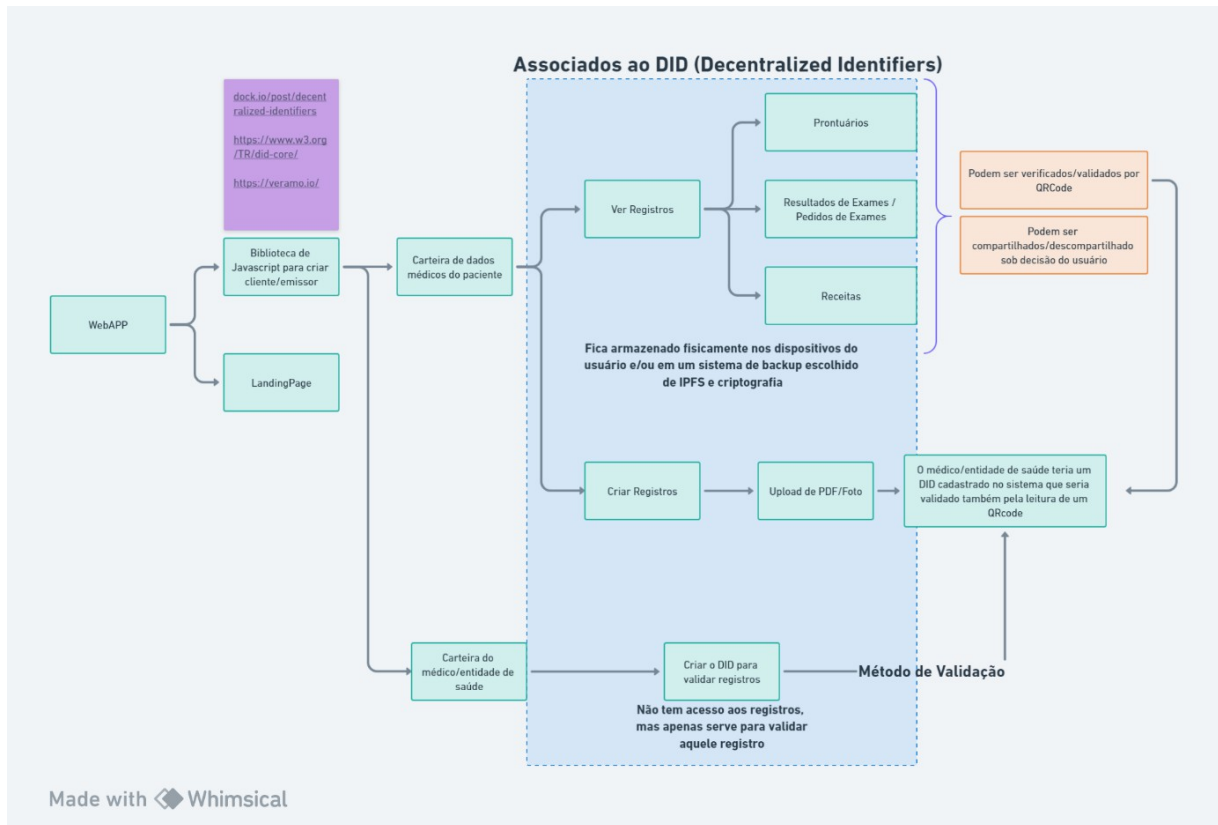 Associados ao DID (Decentralized Identifiers)
dock.io/post/decent
ralized-identifiers
https://www.w3.org
/TR/did-core/
https://veramo.io/
Prontuários
Podem ser verificados/validados por
QRCode
Ver Registros
Resultados de Exames /
Pedidos de Exames
Podem ser
compartilhados/descompartilhado
sob decisão do usuário
Biblioteca de
Javascript para criar
cliente/emissor
Carteira de dados
médicos do paciente
Receitas
WebAPP
Fica armazenado fisicamente nos dispositivos do
usuário e/ou em um sistema de backup escolhido
de IPFS e criptografia
LandingPage
Criar Registros
Upload de PDF/Foto
O médico/entidade de saúde teria um
DID cadastrado no sistema que seria
validado também pela leitura de um
QRcode
Carteira do
médico/entidade de
saúde
Criar o DID para
validar registros
Método de Validação
Não tem acesso aos registros,
mas apenas serve para validar
aquele registro
Made with Whimsical